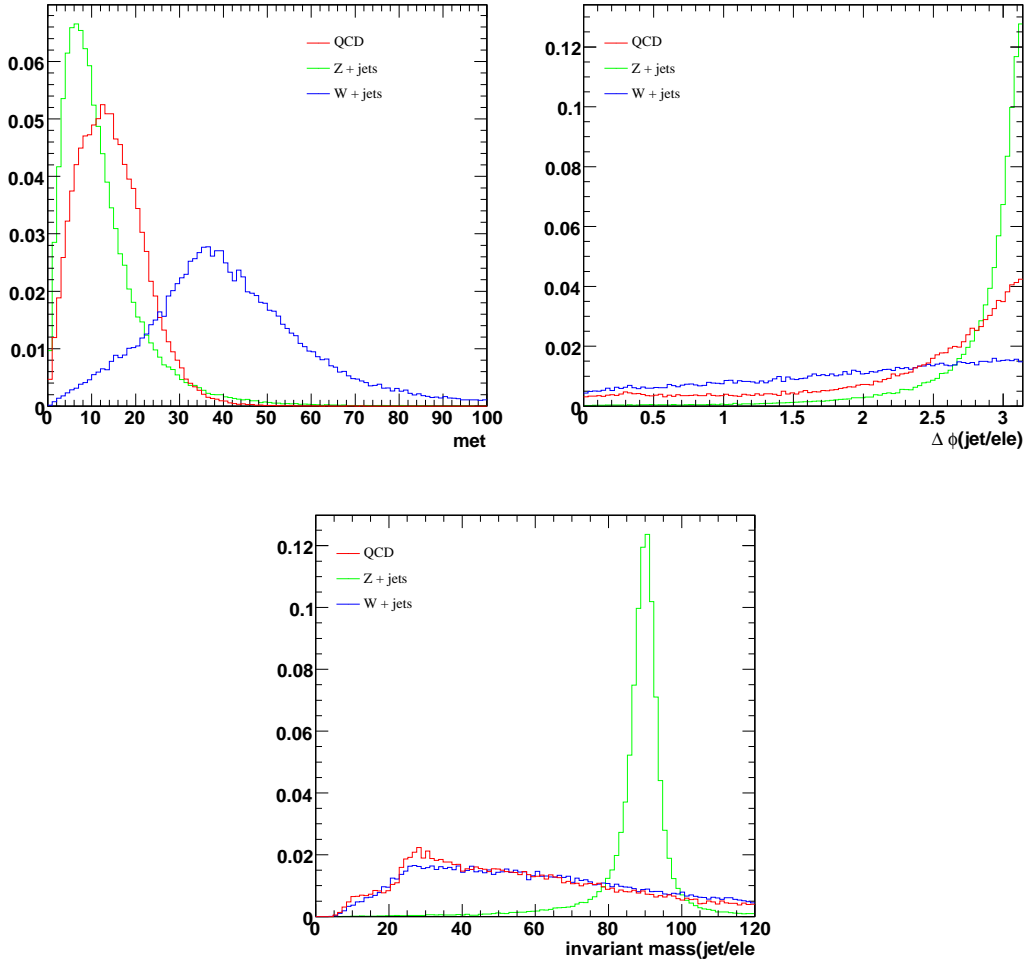 QCD
Z + jets
W + jets
0.06
0.05
0.04
0.03
0.02
0.01
0
0 10 20 30 40 50 60 70 80 90 100
met
QCD
Z + jets
W + jets
0.12
0.1
0.08
0.06
0.04
0.02
0
0 0.5 1 1.5 2 2.5 3
Δ ϕ(jet/ele)
QCD
Z + jets
W + jets
0.12
0.1
0.08
0.06
0.04
0.02
0
0 20 40 60 80 100 120
invariant mass(jet/ele